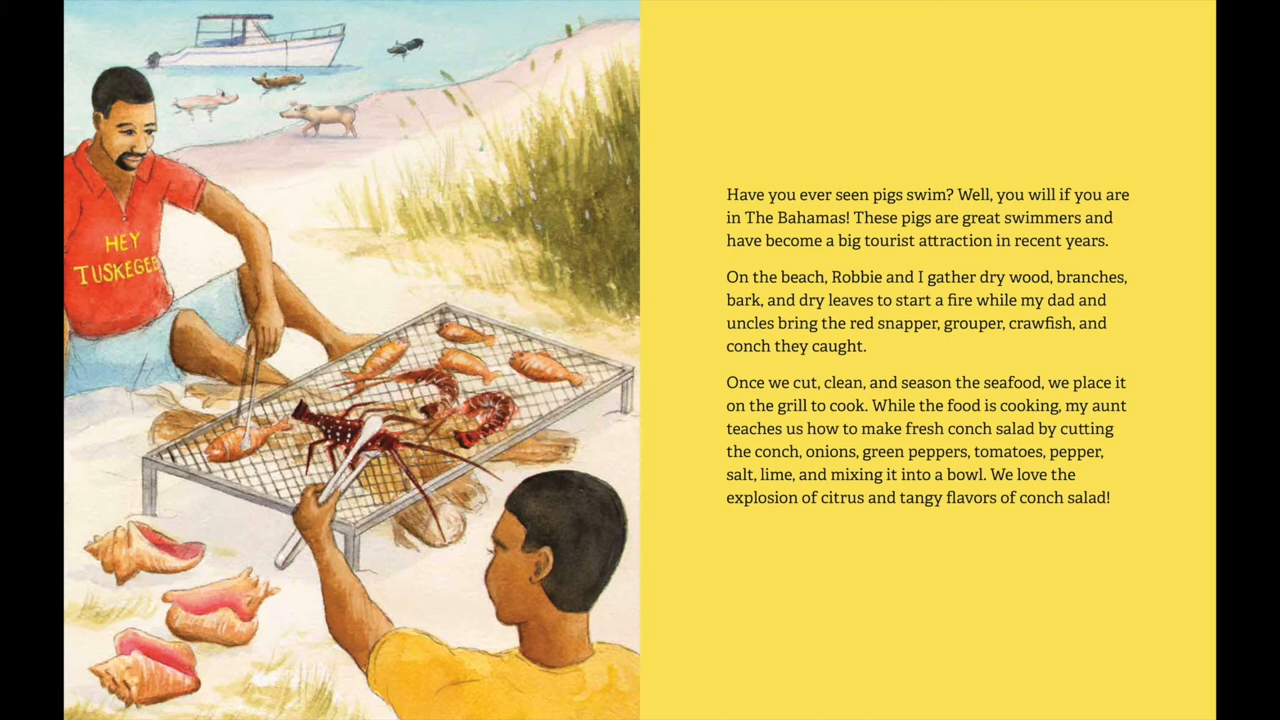 HEY
TUSKEGEE
Have you ever seen pigs swim? Well, you will if you are
in The Bahamas! These pigs are great swimmers and
have become a big tourist attraction in recent years.
On the beach, Robbie and I gather dry wood, branches,
bark, and dry leaves to start a fire while my dad and
uncles bring the red snapper, grouper, crawfish, and
conch they caught.
Once we cut, clean, and season the seafood, we place it
on the grill to cook. While the food is cooking, my aunt
teaches us how to make fresh conch salad by cutting
the conch, onions, green peppers, tomatoes, pepper,
salt, lime, and mixing it into a bowl. We love the
explosion of citrus and tangy flavors of conch salad!